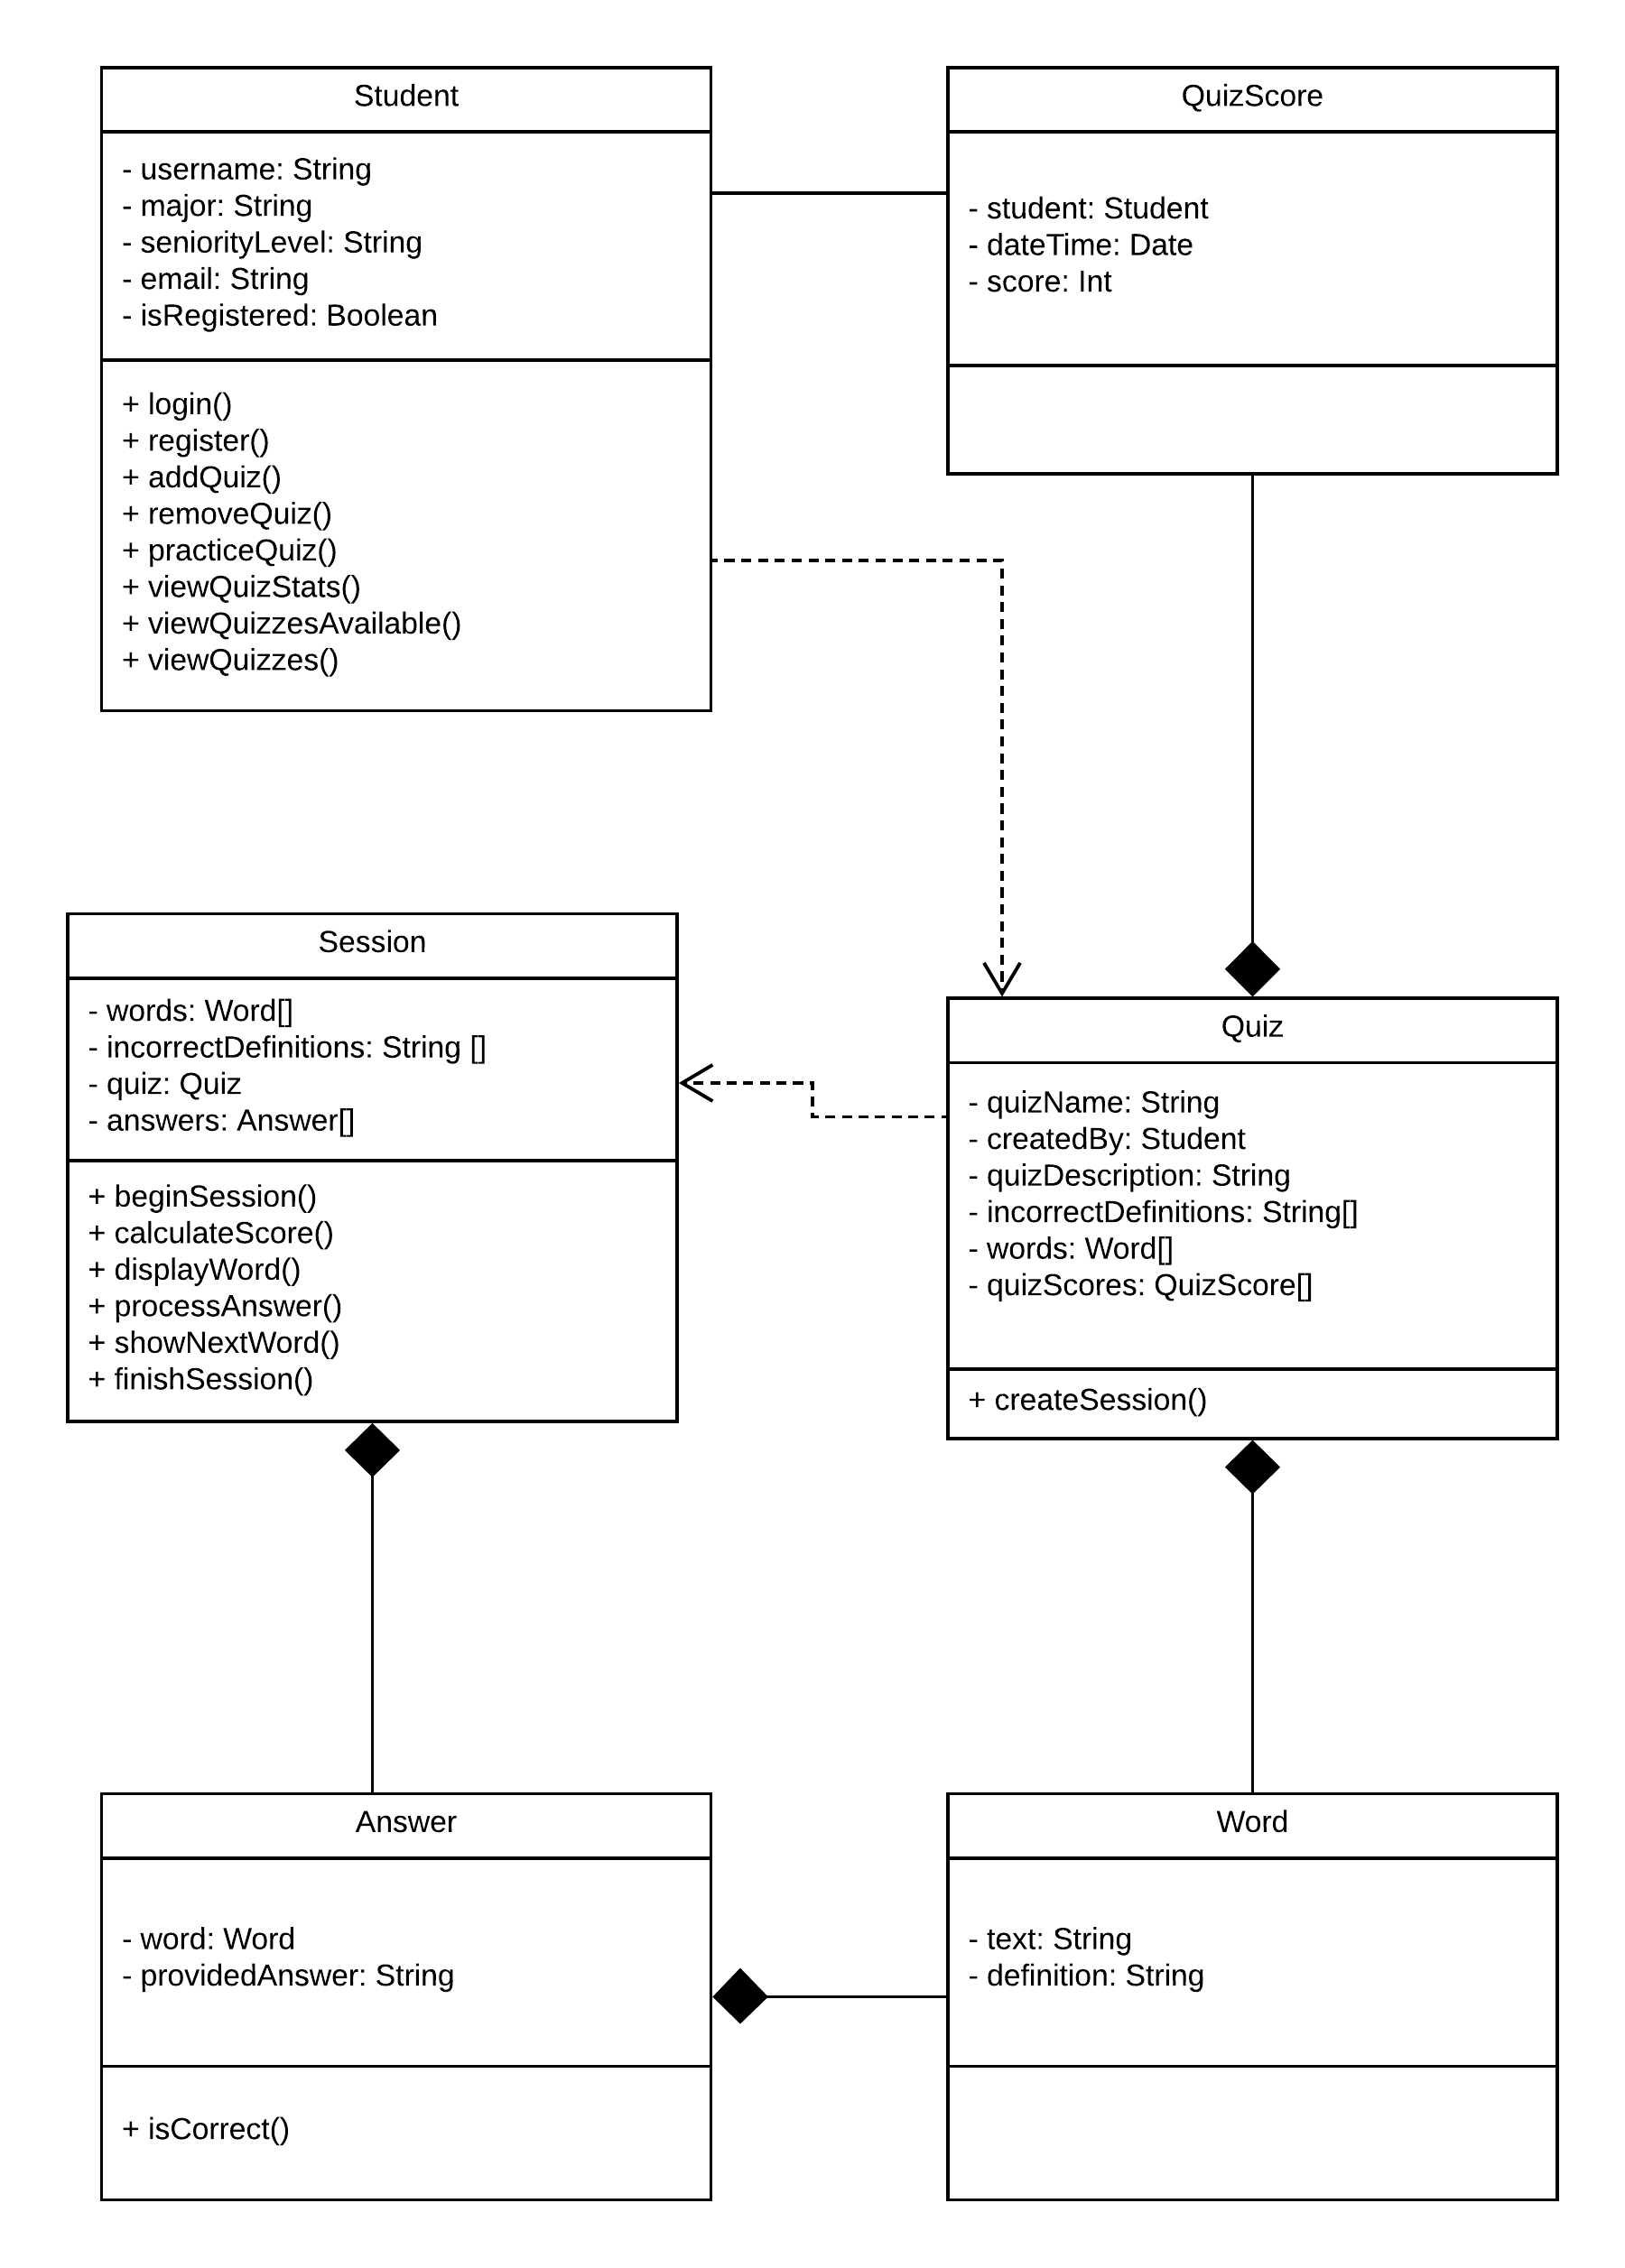 Student
- username: String
- major: String
- seniorityLevel: String
- email: String
- isRegistered: Boolean
+ login()
+ register()
+ addQuiz()
+ removeQuiz()
+ practiceQuiz()
+ viewQuizStats()
+ viewQuizzesAvailable()
+ viewQuizzes()
QuizScore
- student: Student
- dateTime: Date
- score: Int
Session
- words: Word[]
- incorrectDefinitions: String []
- quiz: Quiz
- answers: Answer[]
+ beginSession()
+ calculateScore()
+ displayWord()
+ processAnswer()
+ showNextWord()
+ finishSession()
Quiz
- quizName: String
- createdBy: Student
- quizDescription: String
- incorrectDefinitions: String[]
- words: Word[]
- quizScores: QuizScore[]
+ createSession()
Answer
- word: Word
- providedAnswer: String
+ isCorrect()
Word
- text: String
- definition: String